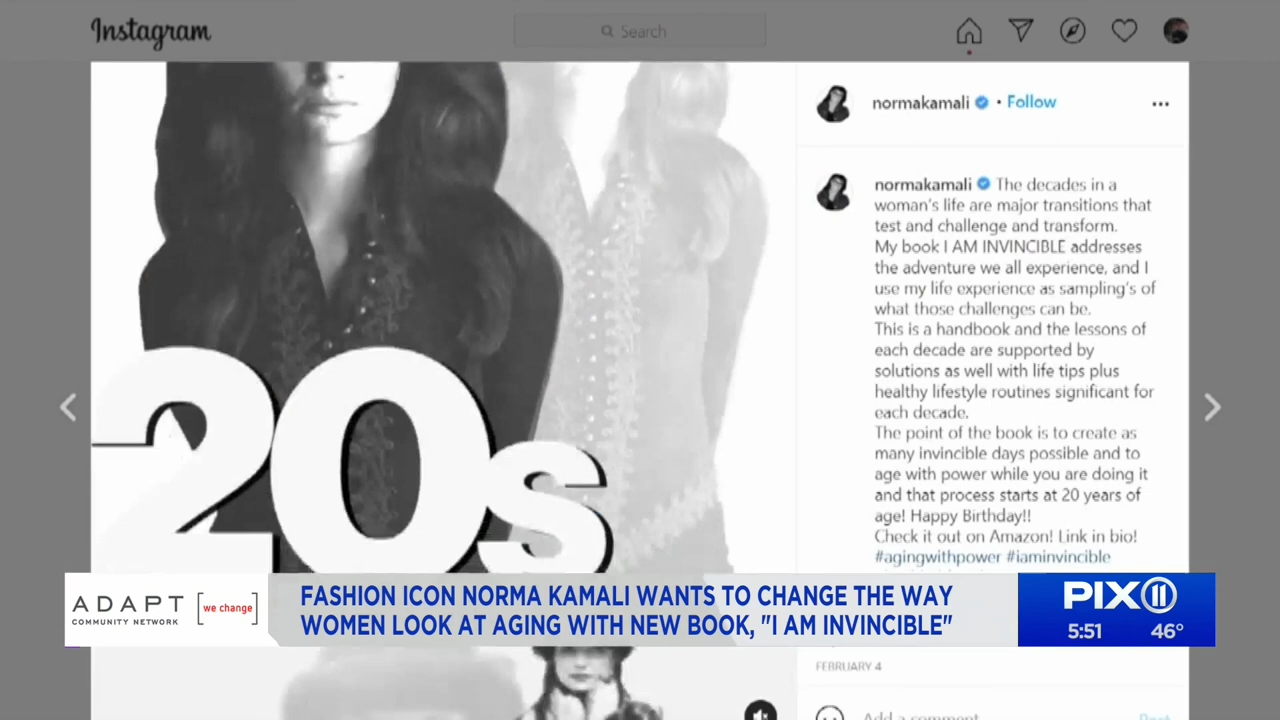 Instagram
Search
normakamali • Follow
normakamali The decades in a
woman's life are major transitions that
test and challenge and transform.
My book I AM INVINCIBLE addresses
the adventure we all experience, and I
use my life experience as sampling's of
what those challenges can be.
This is a handbook and the lessons of
each decade are supported by
solutions as well with life tips plus
healthy lifestyle routines significant for
each decade.
The point of the book is to create as
many invincible days possible and to
age with power while you are doing it
and that process starts at 20 years of
age! Happy Birthday!!
Check it out on Amazon! Link in bio!
#agingwithpower #iaminvincible
20s
ADAPT
COMMUNITY NETWORK
[we change]
FASHION ICON NORMA KAMALI WANTS TO CHANGE THE WAY
WOMEN LOOK AT AGING WITH NEW BOOK, "I AM INVINCIBLE"
PIX11
5:51 46°
FEBRUARY 4
Add a comment
Post